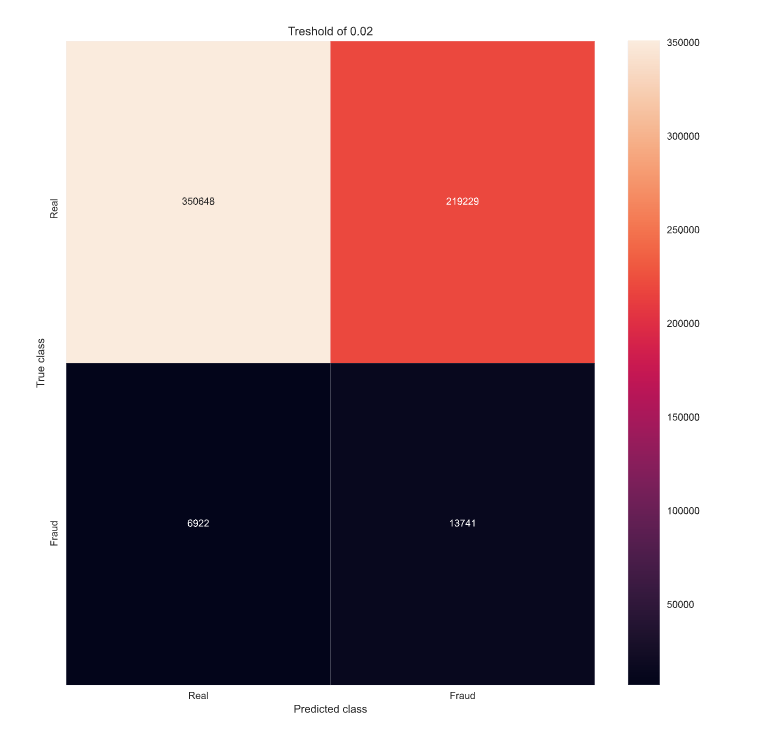 Treshold of 0.02
350000
300000
250000
200000
150000
100000
50000
True class
Real
Fraud
350648
219229
6922
13741
Real
Fraud
Predicted class